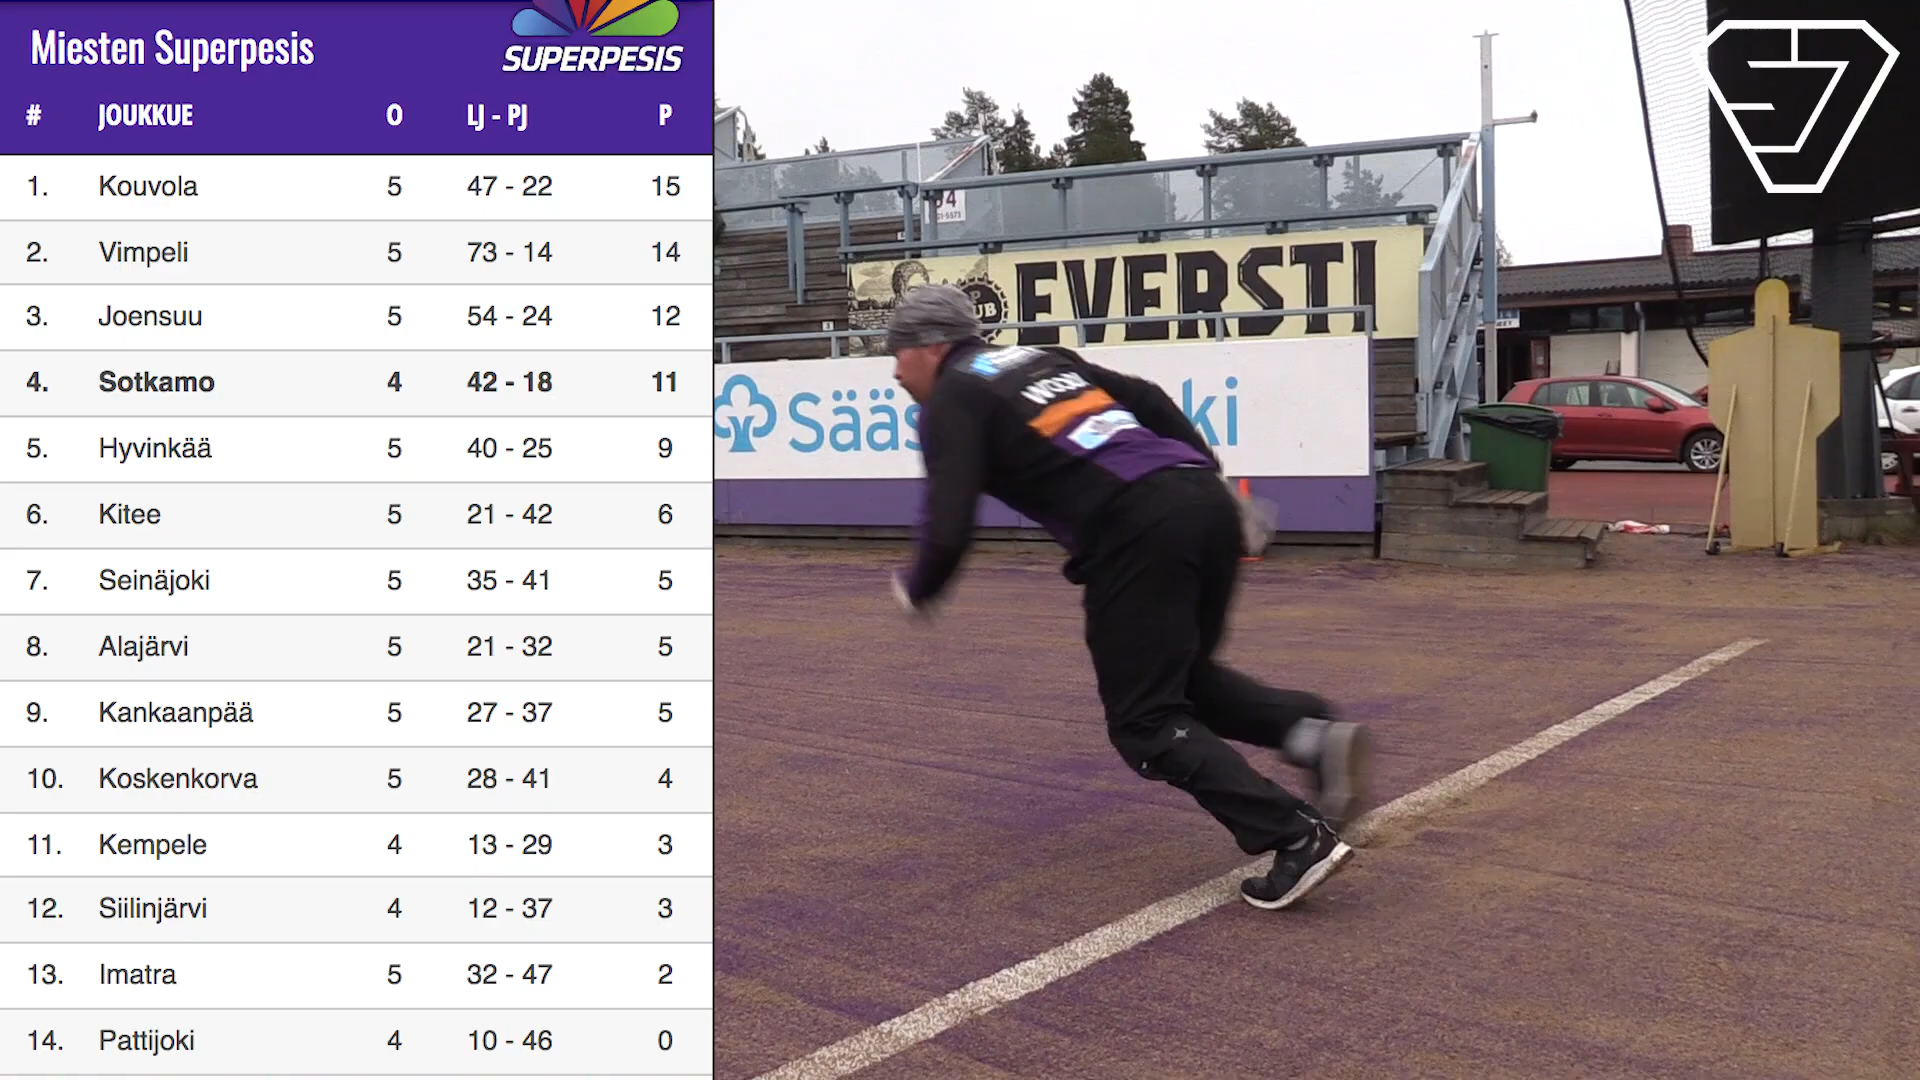 Miesten Superpesis
SUPERPESIS
# JOUKKUE O LJ - PJ P
1. Kouvola 5 47 - 22 15
2. Vimpeli 5 73 - 14 14
3. Joensuu 5 54 - 24 12
4. Sotkamo 4 42 - 18 11
5. Hyvinkää 5 40 - 25 9
6. Kitee 5 21 - 42 6
7. Seinäjoki 5 35 - 41 5
8. Alajärvi 5 21 - 32 5
9. Kankaanpää 5 27 - 37 5
10. Koskenkorva 5 28 - 41 4
11. Kempele 4 13 - 29 3
12. Siilinjärvi 4 12 - 37 3
13. Imatra 5 32 - 47 2
14. Pattijoki 4 10 - 46 0
EVERSTI